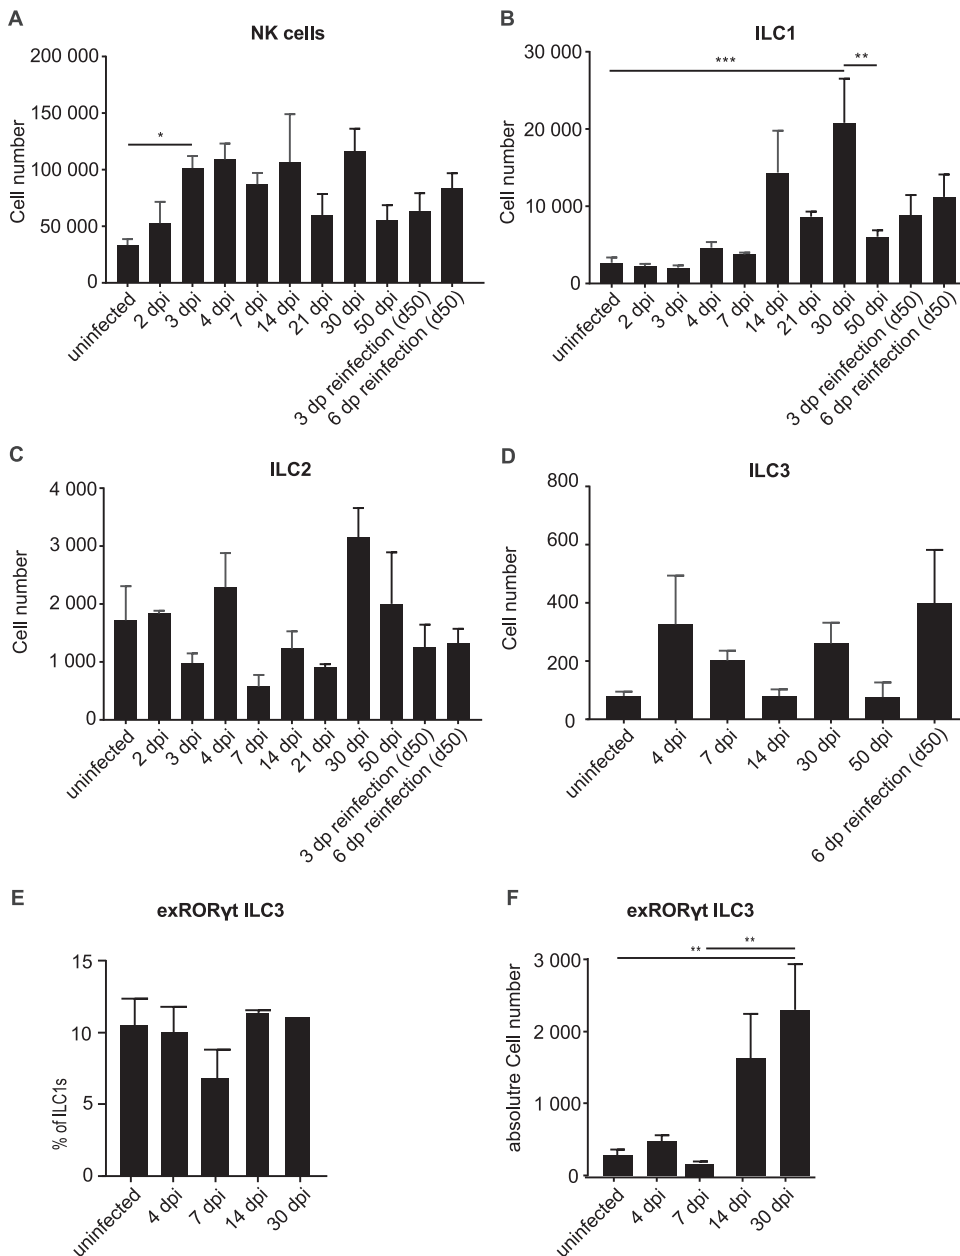 A
NK cells
200 000
150 000
100 000
50 000
0
Cell number
*
uninfected
2 dpi
3 dpi
4 dpi
7 dpi
14 dpi
21 dpi
30 dpi
50 dpi
3 dp reinfection (d50)
6 dp reinfection (d50)
B
ILC1
30 000
20 000
10 000
0
Cell number
***
**
uninfected
2 dpi
3 dpi
4 dpi
7 dpi
14 dpi
21 dpi
30 dpi
50 dpi
3 dp reinfection (d50)
6 dp reinfection (d50)
C
ILC2
4 000
3 000
2 000
1 000
0
Cell number
uninfected
2 dpi
3 dpi
4 dpi
7 dpi
14 dpi
21 dpi
30 dpi
50 dpi
3 dp reinfection (d50)
6 dp reinfection (d50)
D
ILC3
800
600
400
200
0
Cell number
uninfected
4 dpi
7 dpi
14 dpi
30 dpi
50 dpi
6 dp reinfection (d50)
E
exRORγt ILC3
15
10
5
0
% of ILC1s
uninfected
4 dpi
7 dpi
14 dpi
30 dpi
F
exRORγt ILC3
3 000
2 000
1 000
0
absolutre Cell number
**
**
uninfected
4 dpi
7 dpi
14 dpi
30 dpi